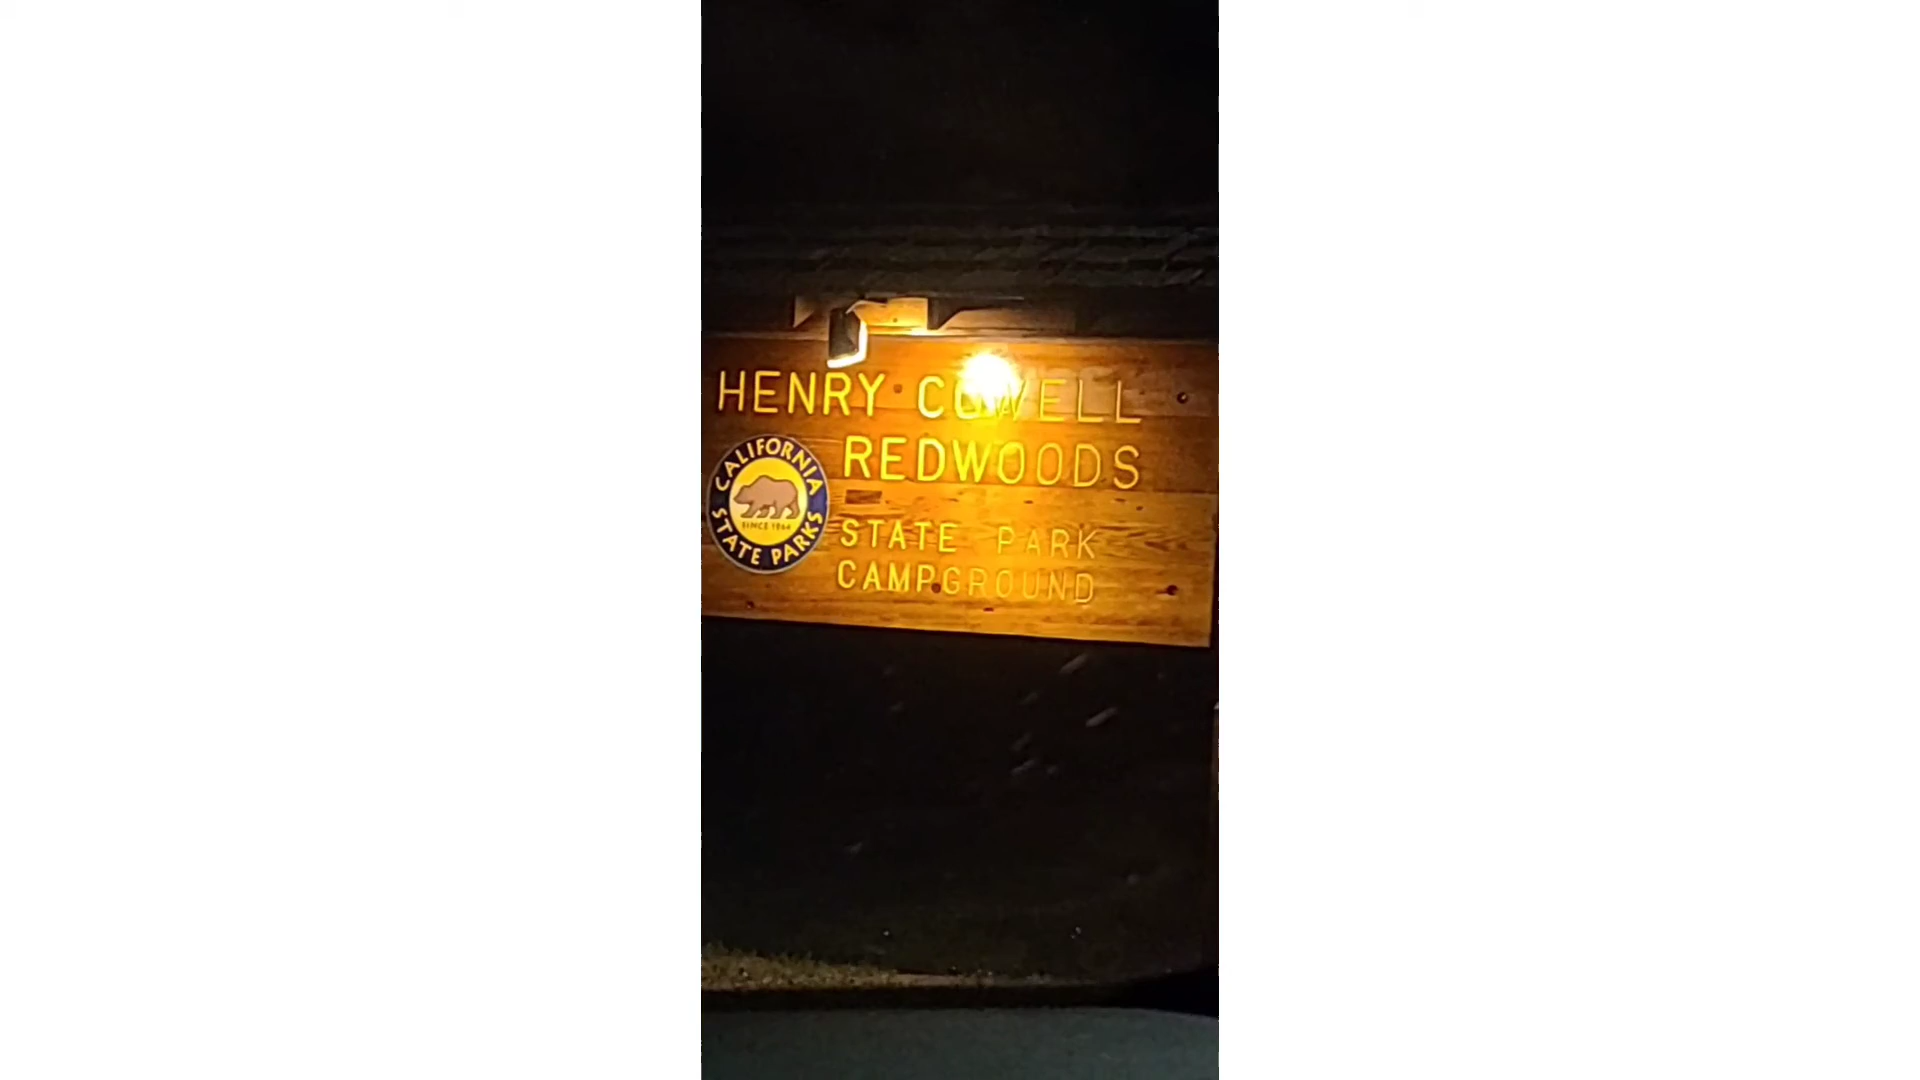 HENRY COWELL
REDWOODS
CALIFORNIA
SINCE 1864
STATE PARKS
STATE PARK
CAMPGROUND